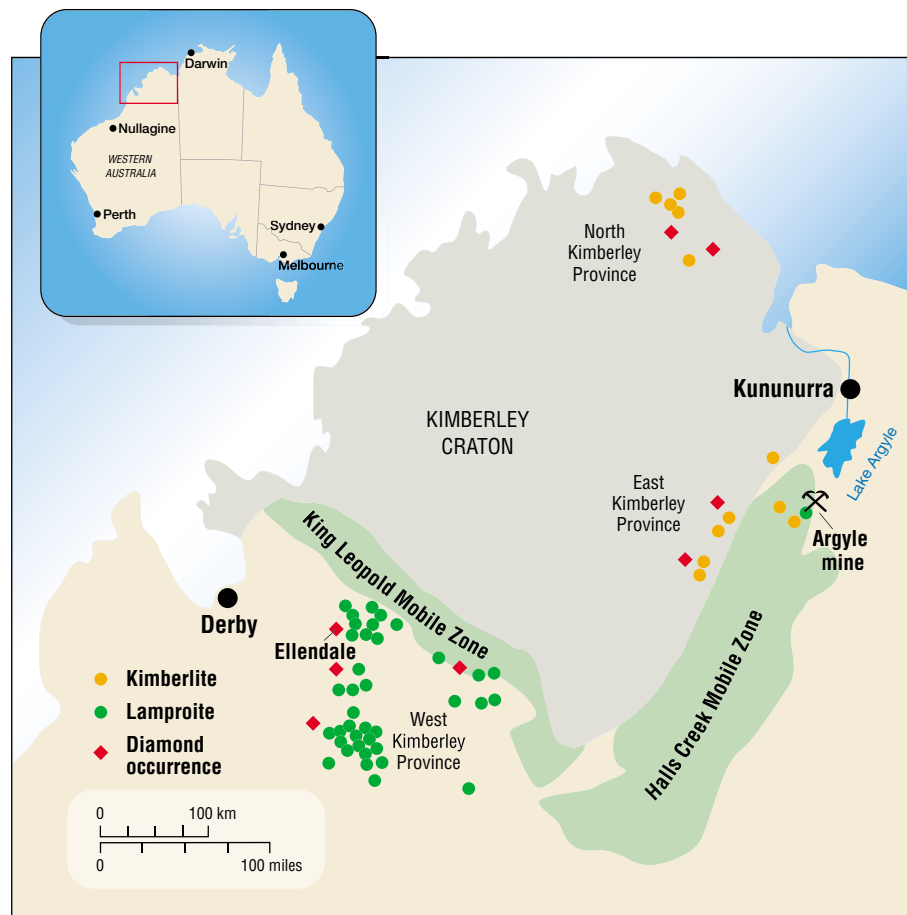 Darwin
Nullagine
WESTERN
AUSTRALIA
Perth
Sydney
Melbourne
North
Kimberley
Province
Kununurra
KIMBERLEY
CRATON
Lake Argyle
East
Kimberley
Province
Argyle
mine
King Leopold Mobile Zone
Derby
Ellendale
Halls Creek Mobile Zone
West
Kimberley
Province
Kimberlite
Lamproite
Diamond
occurrence
0 100 km
0 100 miles